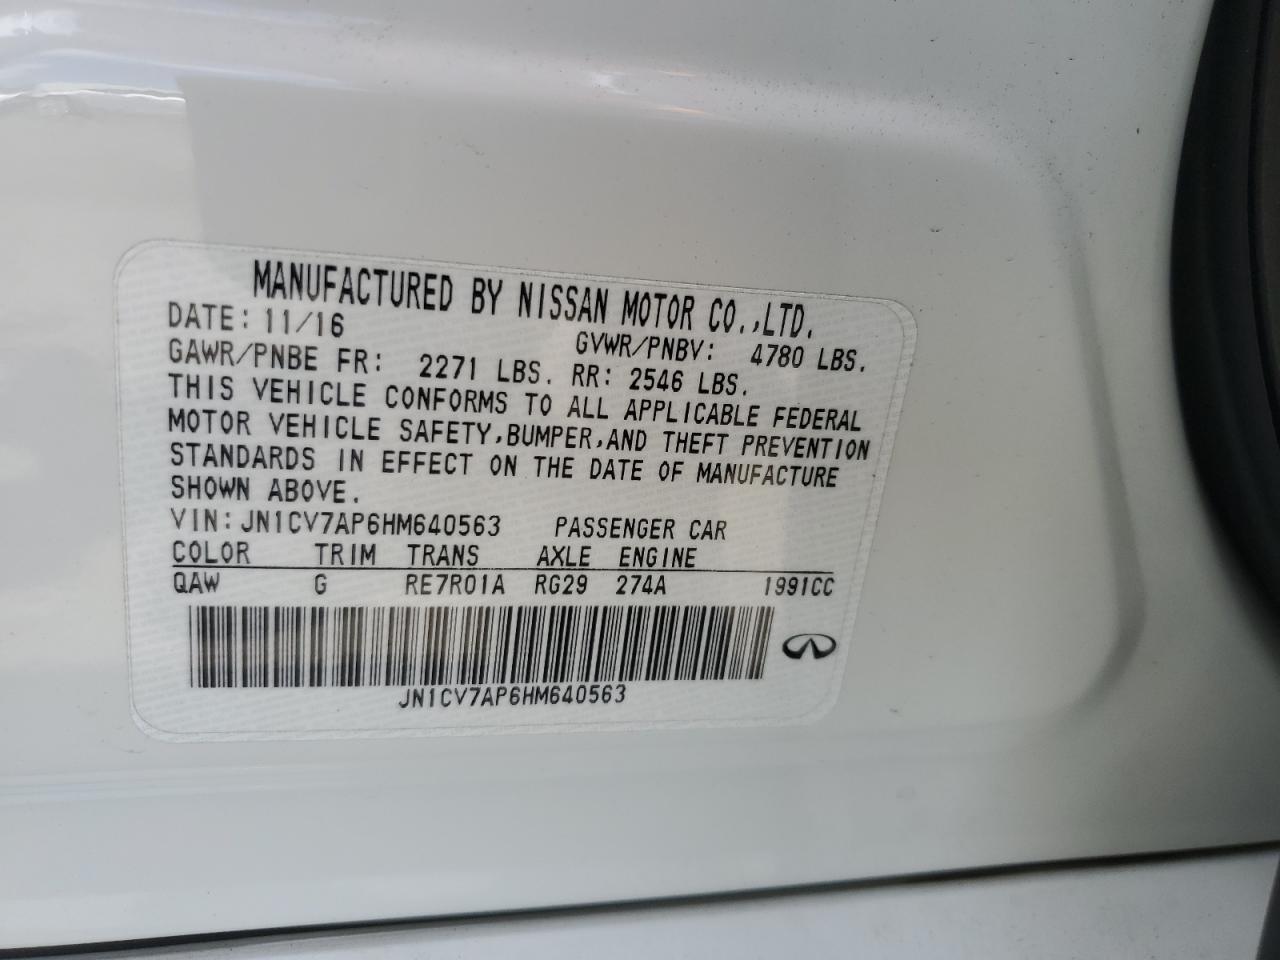 MANUFACTURED BY NISSAN MOTOR CO.,LTD.
DATE: 11/16 GVWR/PNBV: 4780 LBS.
GAWR/PNBE FR: 2271 LBS. RR: 2546 LBS.
THIS VEHICLE CONFORMS TO ALL APPLICABLE FEDERAL
MOTOR VEHICLE SAFETY,BUMPER,AND THEFT PREVENTION
STANDARDS IN EFFECT ON THE DATE OF MANUFACTURE
SHOWN ABOVE.
VIN: JN1CV7AP6HM640563 PASSENGER CAR
COLOR TRIM TRANS AXLE ENGINE
QAW G RE7R01A RG29 274A 1991CC
JN1CV7AP6HM640563